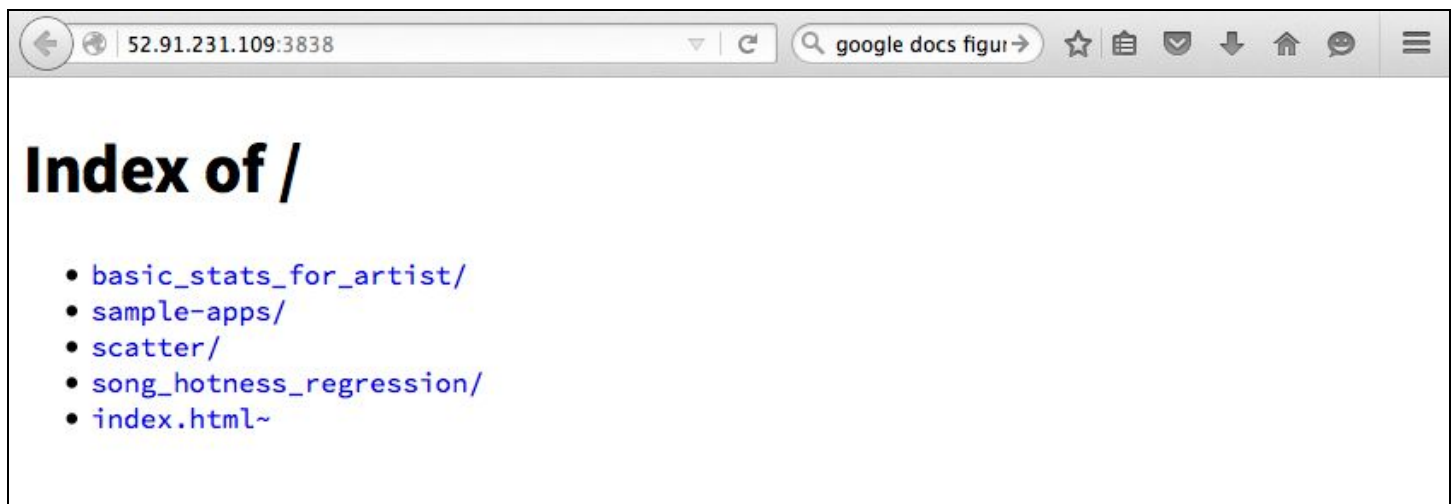 52.91.231.109:3838 google docs figur
Index of /
basic_stats_for_artist/
sample-apps/
scatter/
song_hotness_regression/
index.html~